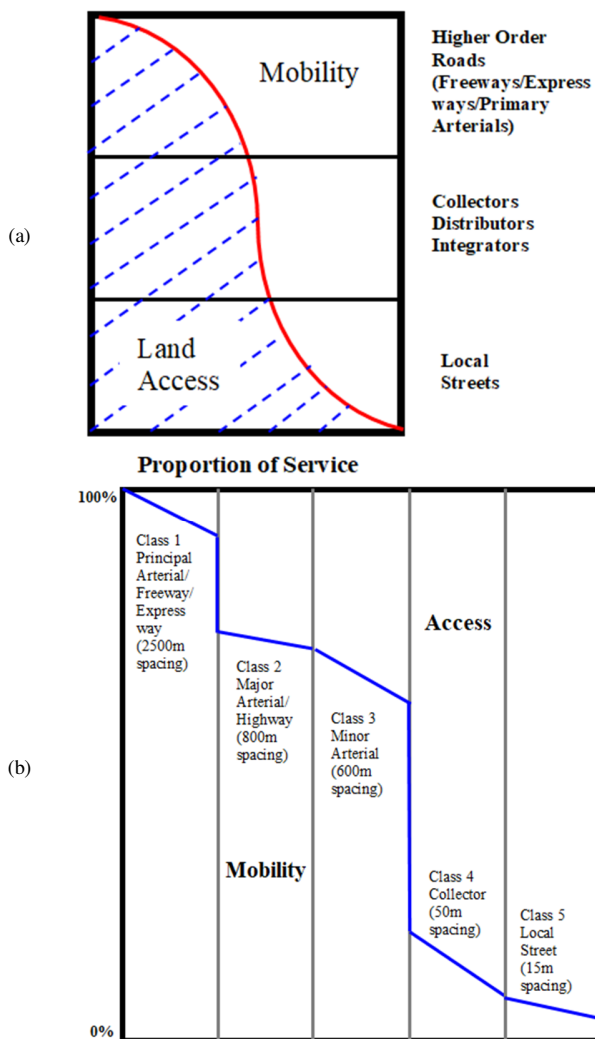 Mobility
Higher Order
Roads
(Freeways/Express
ways/Primary
Arterials)
(a)
Collectors
Distributors
Integrators
Land
Access
Local
Streets
Proportion of Service
100%
Class 1
Principal
Arterial/
Freeway/
Express
way
(2500m
spacing)
Access
Class 2
Major
Arterial/
Highway
(800m
spacing)
Class 3
Minor
Arterial
(600m
spacing)
(b)
Mobility
Class 4
Collector
(50m
spacing)
Class 5
Local
Street
(15m
spacing)
0%